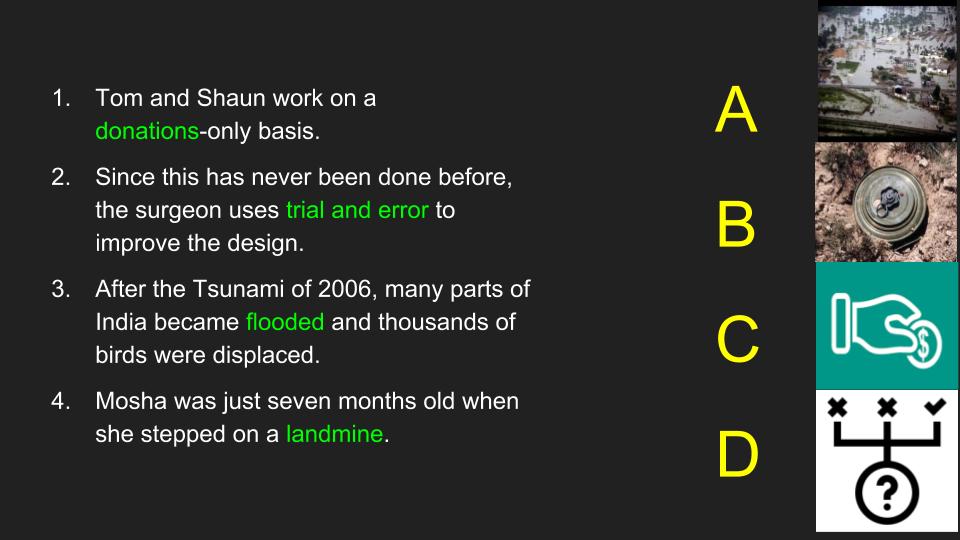 1. Tom and Shaun work on a
donations-only basis.
2. Since this has never been done before,
the surgeon uses trial and error to
improve the design.
3. After the Tsunami of 2006, many parts of
India became flooded and thousands of
birds were displaced.
4. Mosha was just seven months old when
she stepped on a landmine.
A
B
C
$
D
?